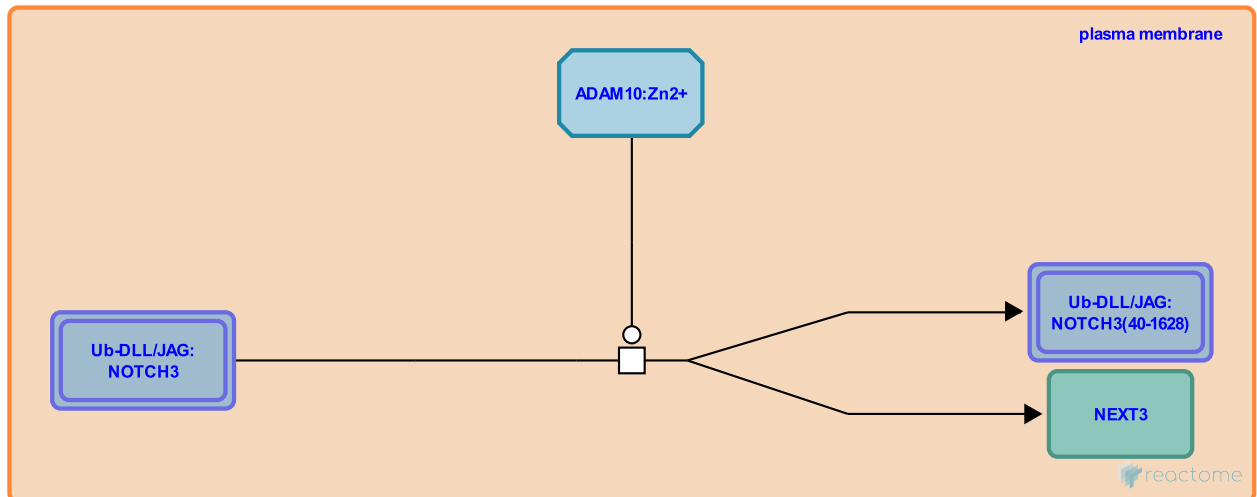 plasma membrane
ADAM10:Zn2+
Ub-DLL/JAG:
NOTCH3
Ub-DLL/JAG:
NOTCH3(40-1628)
NEXT3
reactome